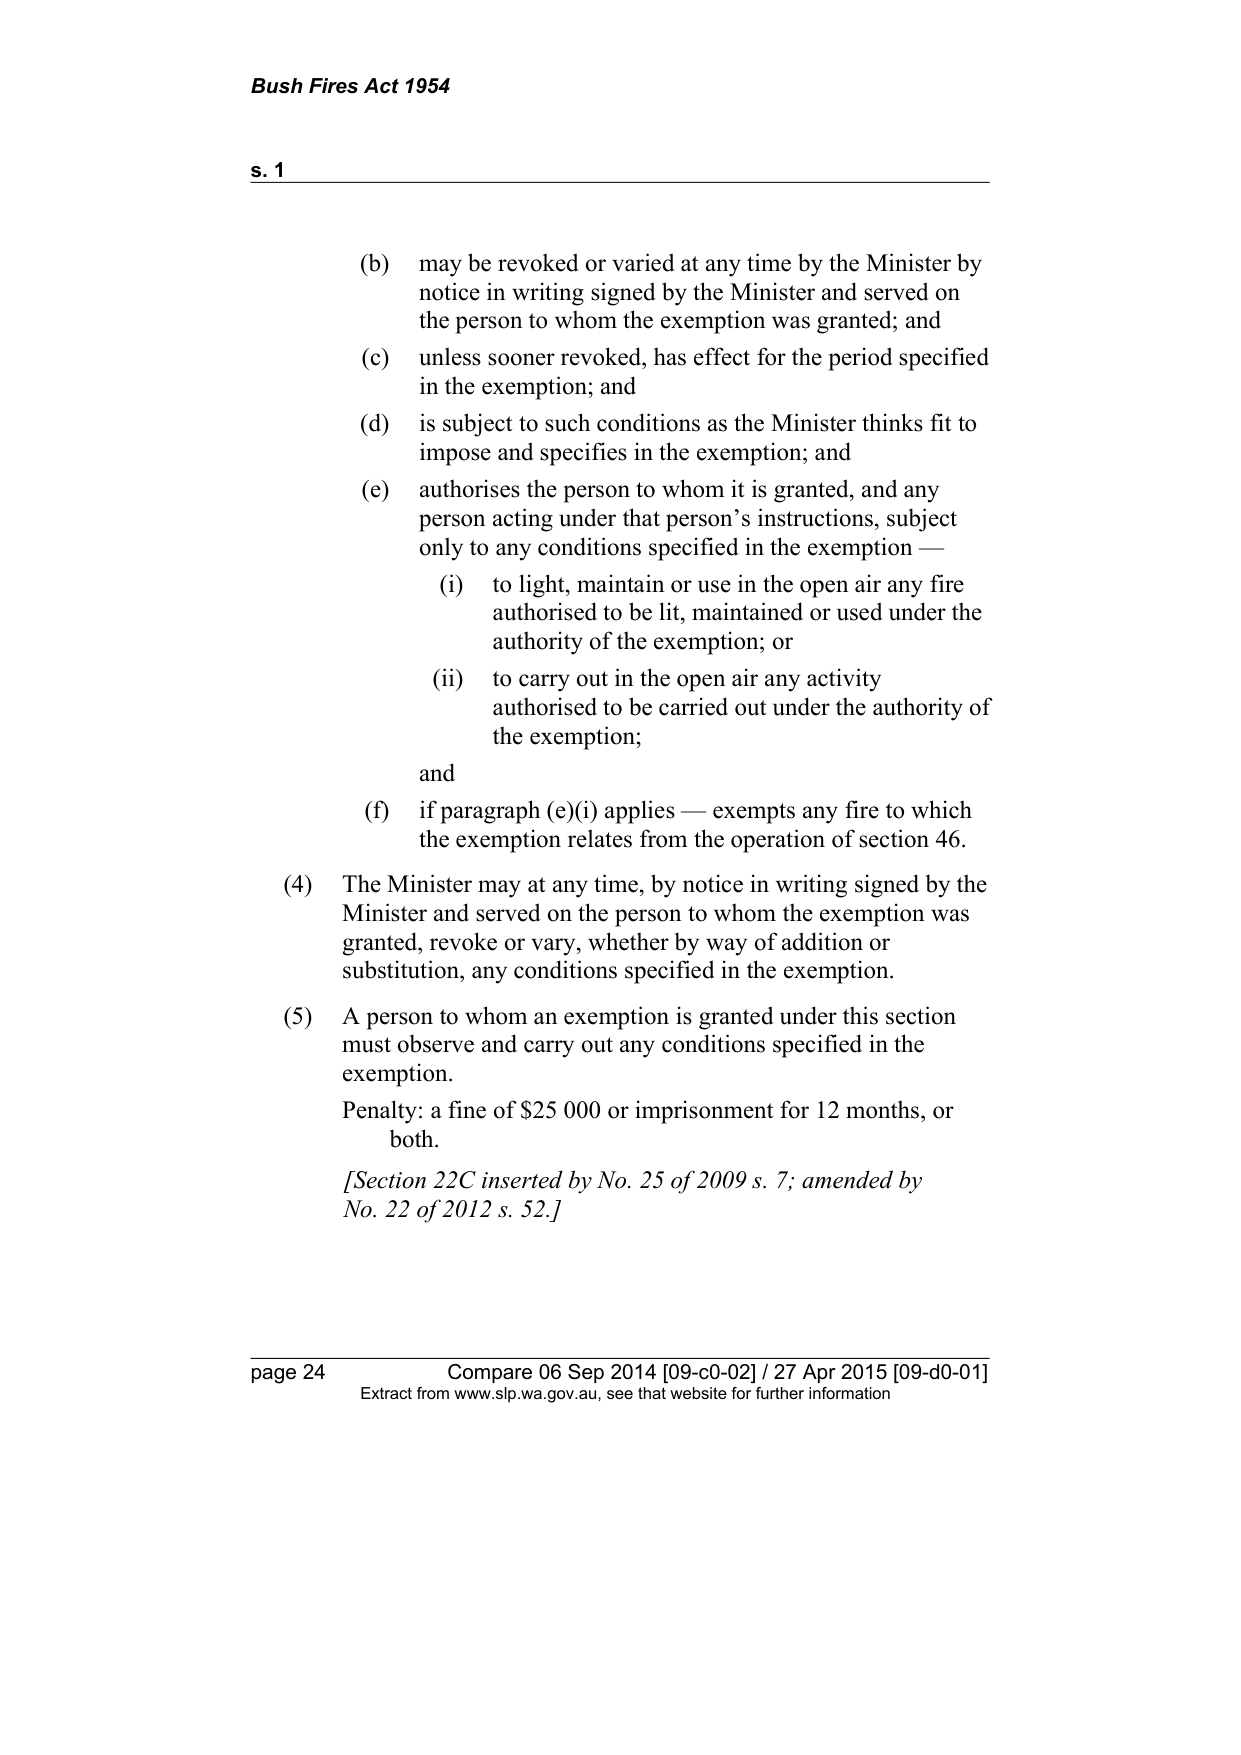 Bush Fires Act 1954
s. 1
(b) may be revoked or varied at any time by the Minister by
notice in writing signed by the Minister and served on
the person to whom the exemption was granted; and
(c) unless sooner revoked, has effect for the period specified
in the exemption; and
(d) is subject to such conditions as the Minister thinks fit to
impose and specifies in the exemption; and
(e) authorises the person to whom it is granted, and any
person acting under that person’s instructions, subject
only to any conditions specified in the exemption —
(i) to light, maintain or use in the open air any fire
authorised to be lit, maintained or used under the
authority of the exemption; or
(ii) to carry out in the open air any activity
authorised to be carried out under the authority of
the exemption;
and
(f) if paragraph (e)(i) applies — exempts any fire to which
the exemption relates from the operation of section 46.
(4) The Minister may at any time, by notice in writing signed by the
Minister and served on the person to whom the exemption was
granted, revoke or vary, whether by way of addition or
substitution, any conditions specified in the exemption.
(5) A person to whom an exemption is granted under this section
must observe and carry out any conditions specified in the
exemption.
Penalty: a fine of $25 000 or imprisonment for 12 months, or
both.
[Section 22C inserted by No. 25 of 2009 s. 7; amended by
No. 22 of 2012 s. 52.]
page 24 Compare 06 Sep 2014 [09-c0-02] / 27 Apr 2015 [09-d0-01]
Extract from www.slp.wa.gov.au, see that website for further information